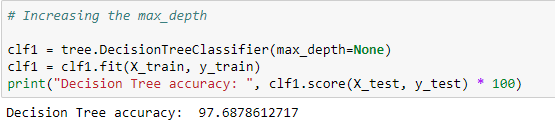 # Increasing the max_depth
clf1 = tree.DecisionTreeClassifier(max_depth=None)
clf1 = clf1.fit(X_train, y_train)
print("Decision Tree accuracy: ", clf1.score(X_test, y_test) * 100)
Decision Tree accuracy:  97.6878612717